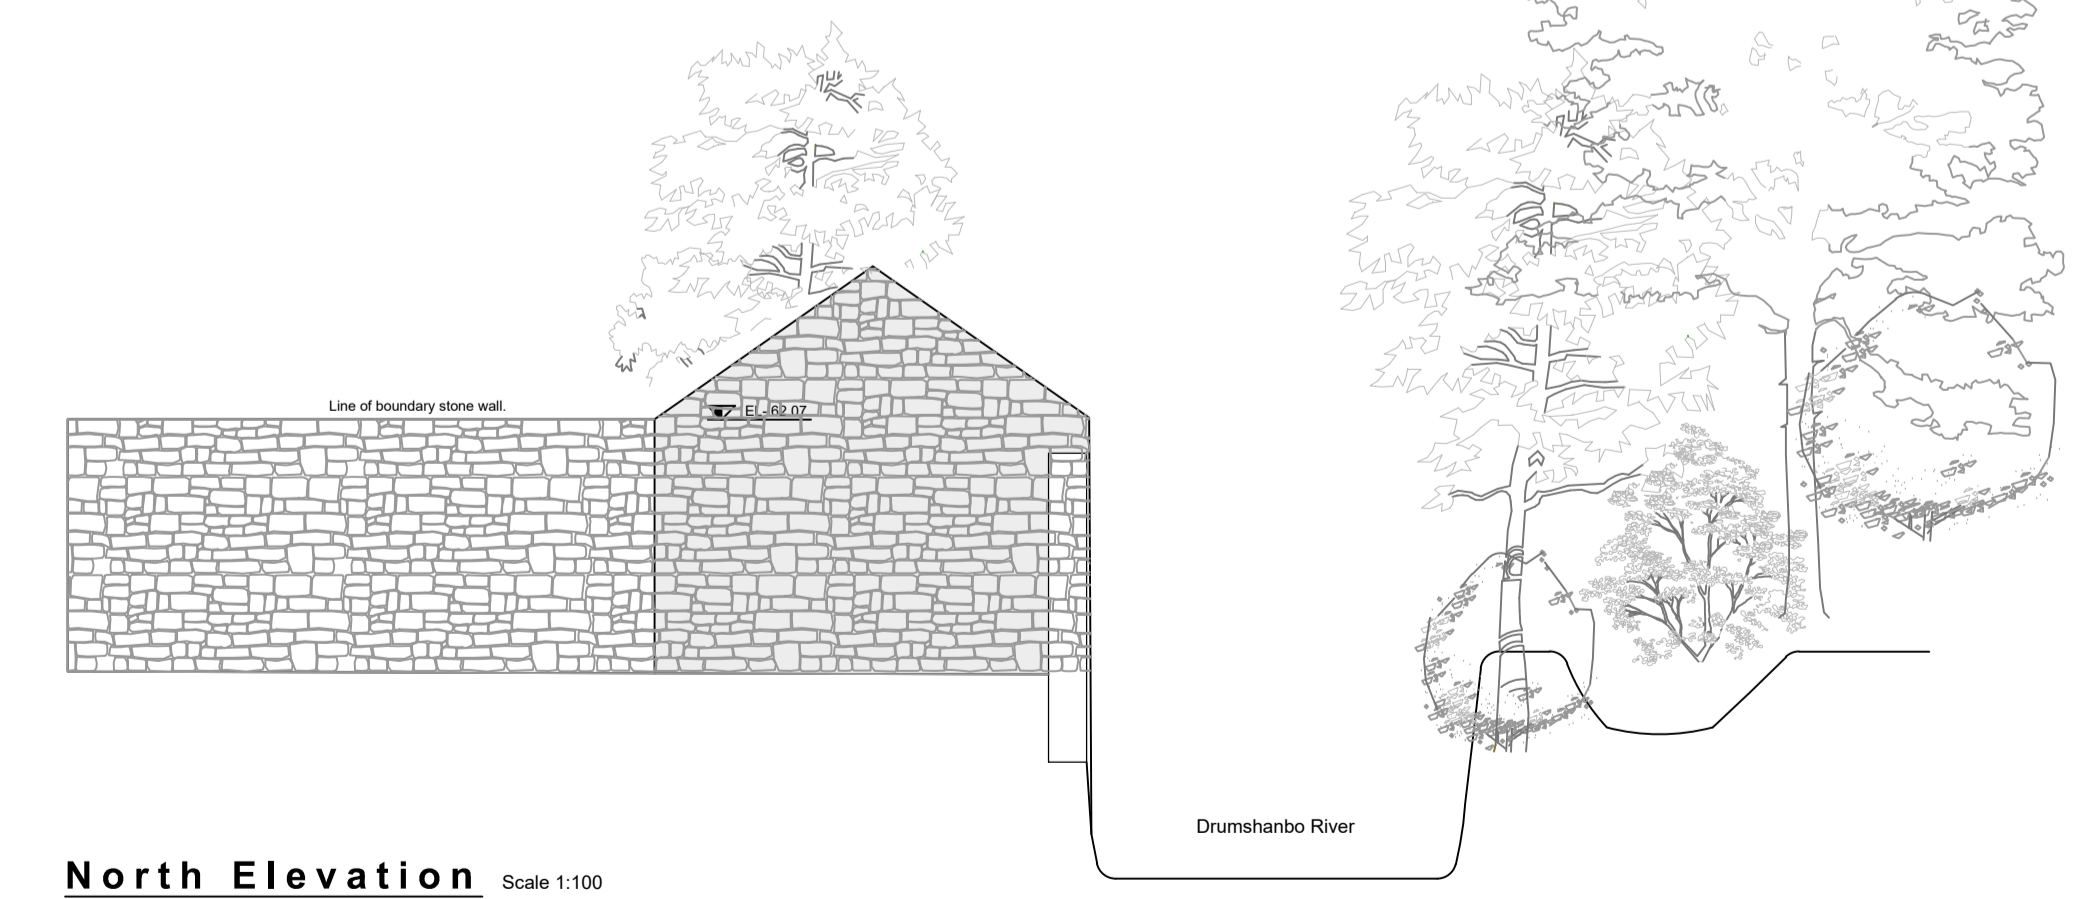 Line of boundary stone wall.
EL- 62.07
Drumshanbo River
North Elevation Scale 1:100